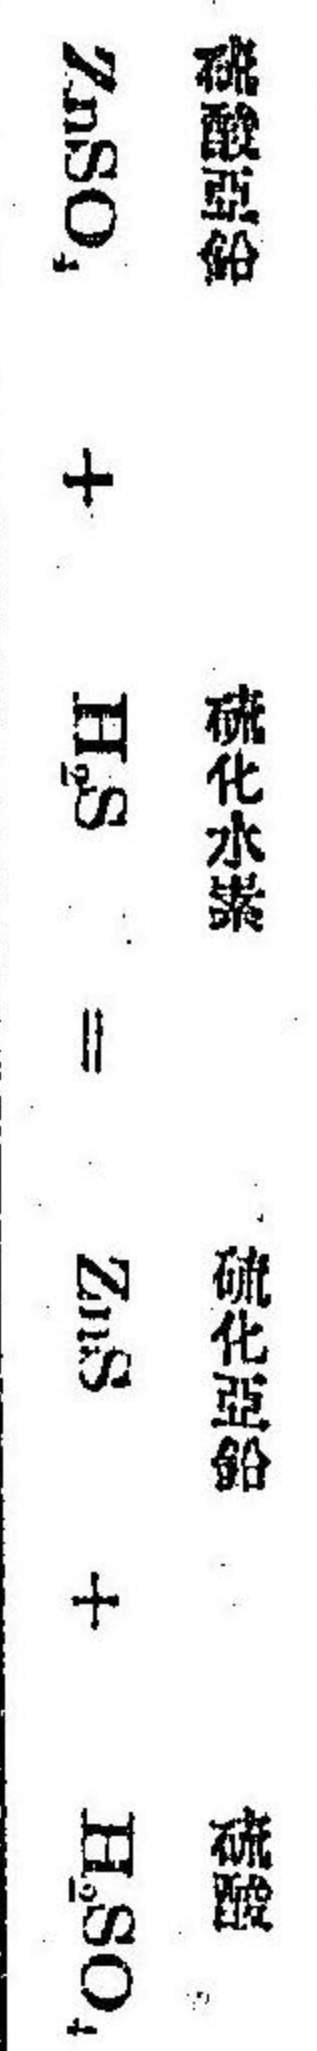 硫酸亞鉛 硫化水素 硫化亞鉛 硫酸
ZnSO₄ + H₂S = ZnS + H₂SO₄